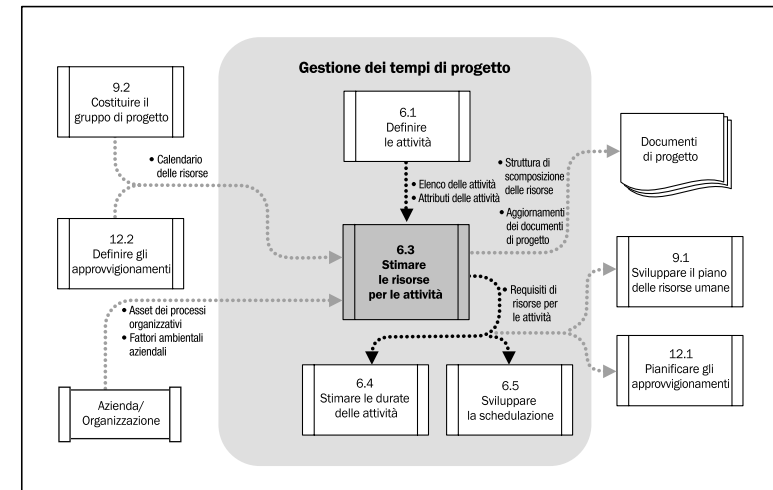 Gestione dei tempi di progetto
9.2
Costituire il
gruppo di progetto
• Calendario
delle risorse
12.2
Definire gli
approvvigionamenti
• Asset dei processi
organizzativi
• Fattori ambientali
aziendali
Azienda/
Organizzazione
6.1
Definire
le attività
• Elenco delle attività
• Attributi delle attività
6.3
Stimare
le risorse
per le attività
• Struttura di
scomposizione
delle risorse
• Aggiornamenti
dei documenti
di progetto
• Requisiti di
risorse per
le attività
6.4
Stimare le durate
delle attività
6.5
Sviluppare
la schedulazione
Documenti
di progetto
9.1
Sviluppare il piano
delle risorse umane
12.1
Pianificare gli
approvvigionamenti